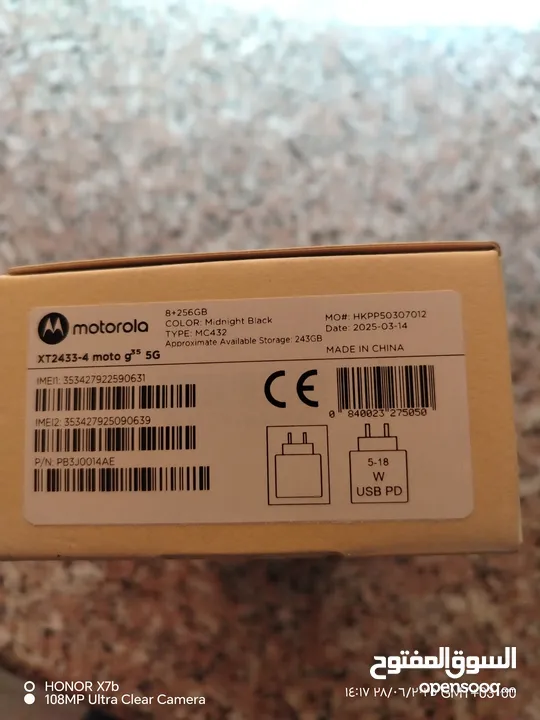 motorola
XT2433-4 moto g³⁵ 5G
8+256GB
COLOR: Midnight Black
TYPE: MC432
Approximate Available Storage: 243GB
MO#: HKPP50307012
Date: 2025-03-14
MADE IN CHINA
IMEI1: 353427922590631
IMEI2: 353427925090639
P/N: PB3J0014AE
CE
0 840023 275050
5-18
W
USB PD
HONOR X7b
108MP Ultra Clear Camera
السوق المفتوح
opensooq.com